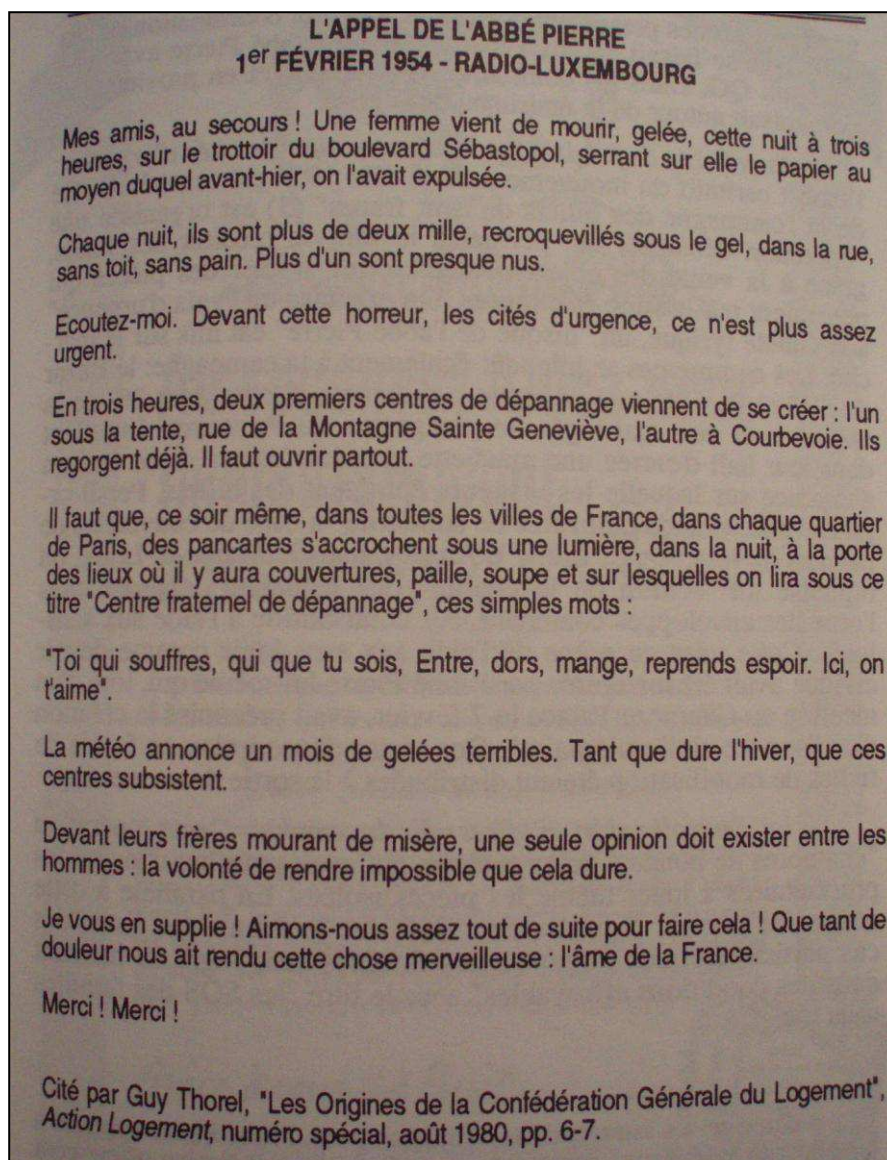 L'APPEL DE L'ABBÉ PIERRE
1er FÉVRIER 1954 - RADIO-LUXEMBOURG
Mes amis, au secours ! Une femme vient de mourir, gelée, cette nuit à trois
heures, sur le trottoir du boulevard Sébastopol, serrant sur elle le papier au
moyen duquel avant-hier, on l'avait expulsée.
Chaque nuit, ils sont plus de deux mille, recroquevillés sous le gel, dans la rue,
sans toit, sans pain. Plus d'un sont presque nus.
Ecoutez-moi. Devant cette horreur, les cités d'urgence, ce n'est plus assez
urgent.
En trois heures, deux premiers centres de dépannage viennent de se créer : l'un
sous la tente, rue de la Montagne Sainte Geneviève, l'autre à Courbevoie. Ils
regorgent déjà. Il faut ouvrir partout.
Il faut que, ce soir même, dans toutes les villes de France, dans chaque quartier
de Paris, des pancartes s'accrochent sous une lumière, dans la nuit, à la porte
des lieux où il y aura couvertures, paille, soupe et sur lesquelles on lira sous ce
titre "Centre fraternel de dépannage", ces simples mots :
"Toi qui souffres, qui que tu sois, Entre, dors, mange, reprends espoir. Ici, on
t'aime".
La météo annonce un mois de gelées terribles. Tant que dure l'hiver, que ces
centres subsistent.
Devant leurs frères mourant de misère, une seule opinion doit exister entre les
hommes : la volonté de rendre impossible que cela dure.
Je vous en supplie ! Aimons-nous assez tout de suite pour faire cela ! Que tant de
douleur nous ait rendu cette chose merveilleuse : l'âme de la France.
Merci ! Merci !
Cité par Guy Thorel, "Les Origines de la Confédération Générale du Logement",
Action Logement, numéro spécial, août 1980, pp. 6-7.